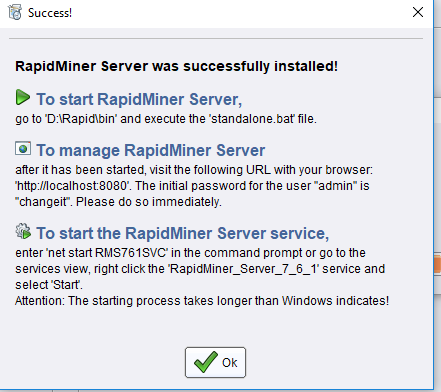 Success!
RapidMiner Server was successfully installed!
To start RapidMiner Server,
go to 'D:\Rapid\bin' and execute the 'standalone.bat' file.
To manage RapidMiner Server
after it has been started, visit the following URL with your browser:
'http://localhost:8080'. The initial password for the user "admin" is
"changeit". Please do so immediately.
To start the RapidMiner Server service,
enter 'net start RMS761SVC' in the command prompt or go to the
services view, right click the 'RapidMiner_Server_7_6_1' service and
select 'Start'.
Attention: The starting process takes longer than Windows indicates!
Ok